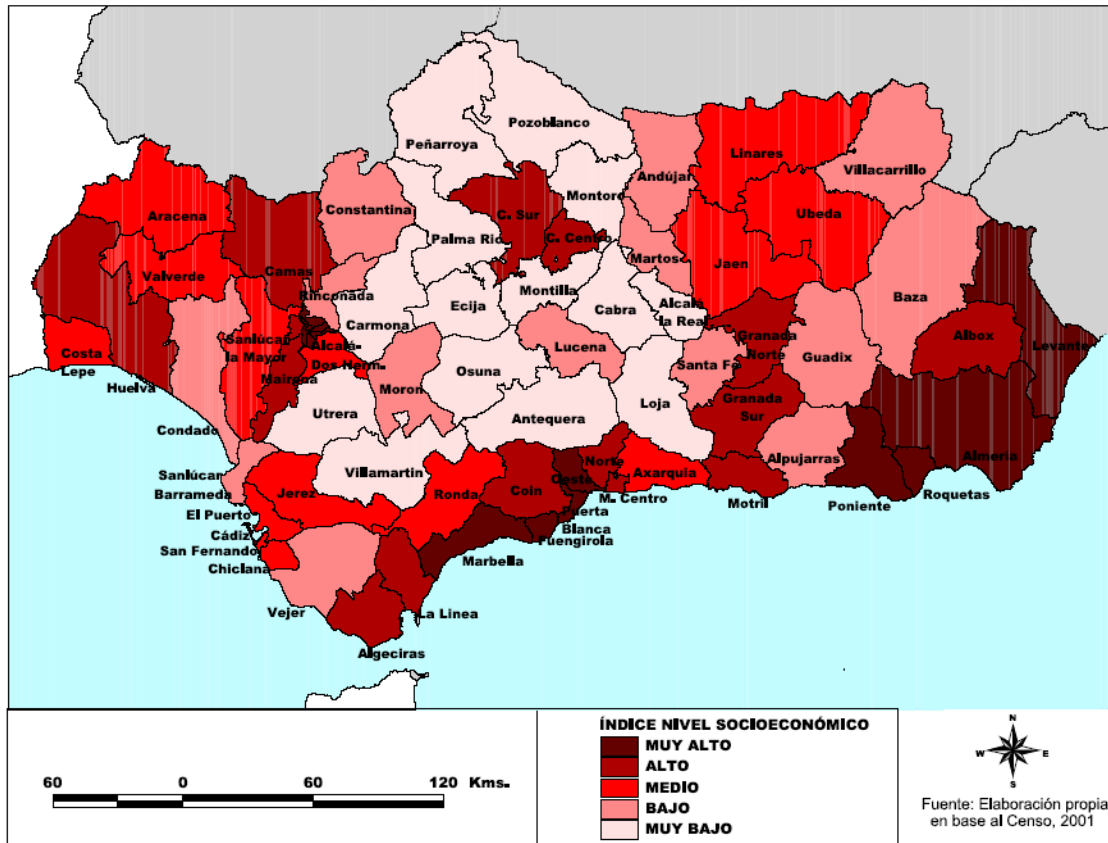 Pozoblanco
Peñarroya
Linares
Villacarrillo
Andújar
Montoro
Constantina
C. Sur
Aracena
Ubeda
Palma Rio
C. Centro
Martos
Jaen
Valverde
Camas
Rinconada
Montilla
Baza
Ecija
Cabra
Alcalá
la Real
Carmona
Granada
Norte
Albox
Levante
Sanlúcar
la Mayor
Alcalá-
Dos Herm.
Lucena
Guadix
Costa
Lepe
Santa Fe
Huelva
Mairena
Moron
Osuna
Utrera
Antequera
Loja
Granada
Sur
Condado
Alpujarras
Almería
Villamartin
Sanlúcar
Barrameda
Jerez
Ronda
Coin
Oeste
Norte
Axarquia
M. Centro
Motril
Poniente
Roquetas
El Puerto
Cádiz
San Fernando
Chiclana
Puerta
Blanca
Fuengirola
Marbella
Vejer
La Linea
Algeciras
60 0 60 120 Kms.
ÍNDICE NIVEL SOCIOECONÓMICO
MUY ALTO
ALTO
MEDIO
BAJO
MUY BAJO
N
W E
S
Fuente: Elaboración propia
en base al Censo, 2001